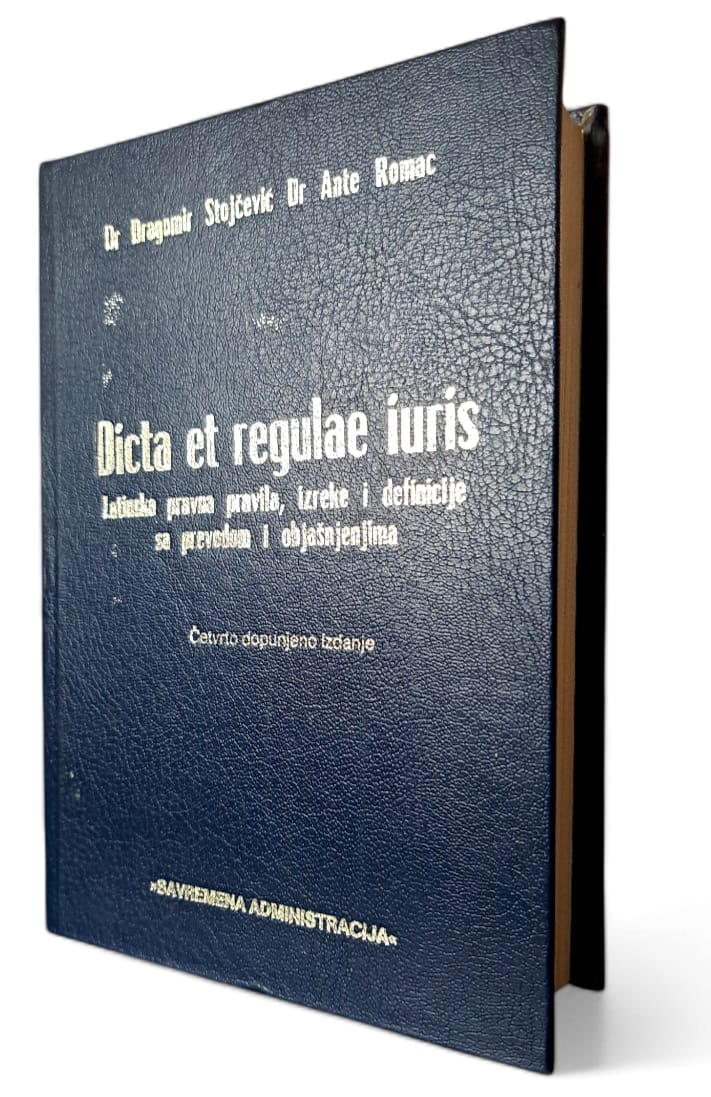 Dr Dragomir Stojčević Dr Ante Romac
Dicta et regulae iuris
Latinska pravna pravila, izreke i definicije
sa prevodom i objašnjenjima
Četvrto dopunjeno izdanje
»SAVREMENA ADMINISTRACIJA«